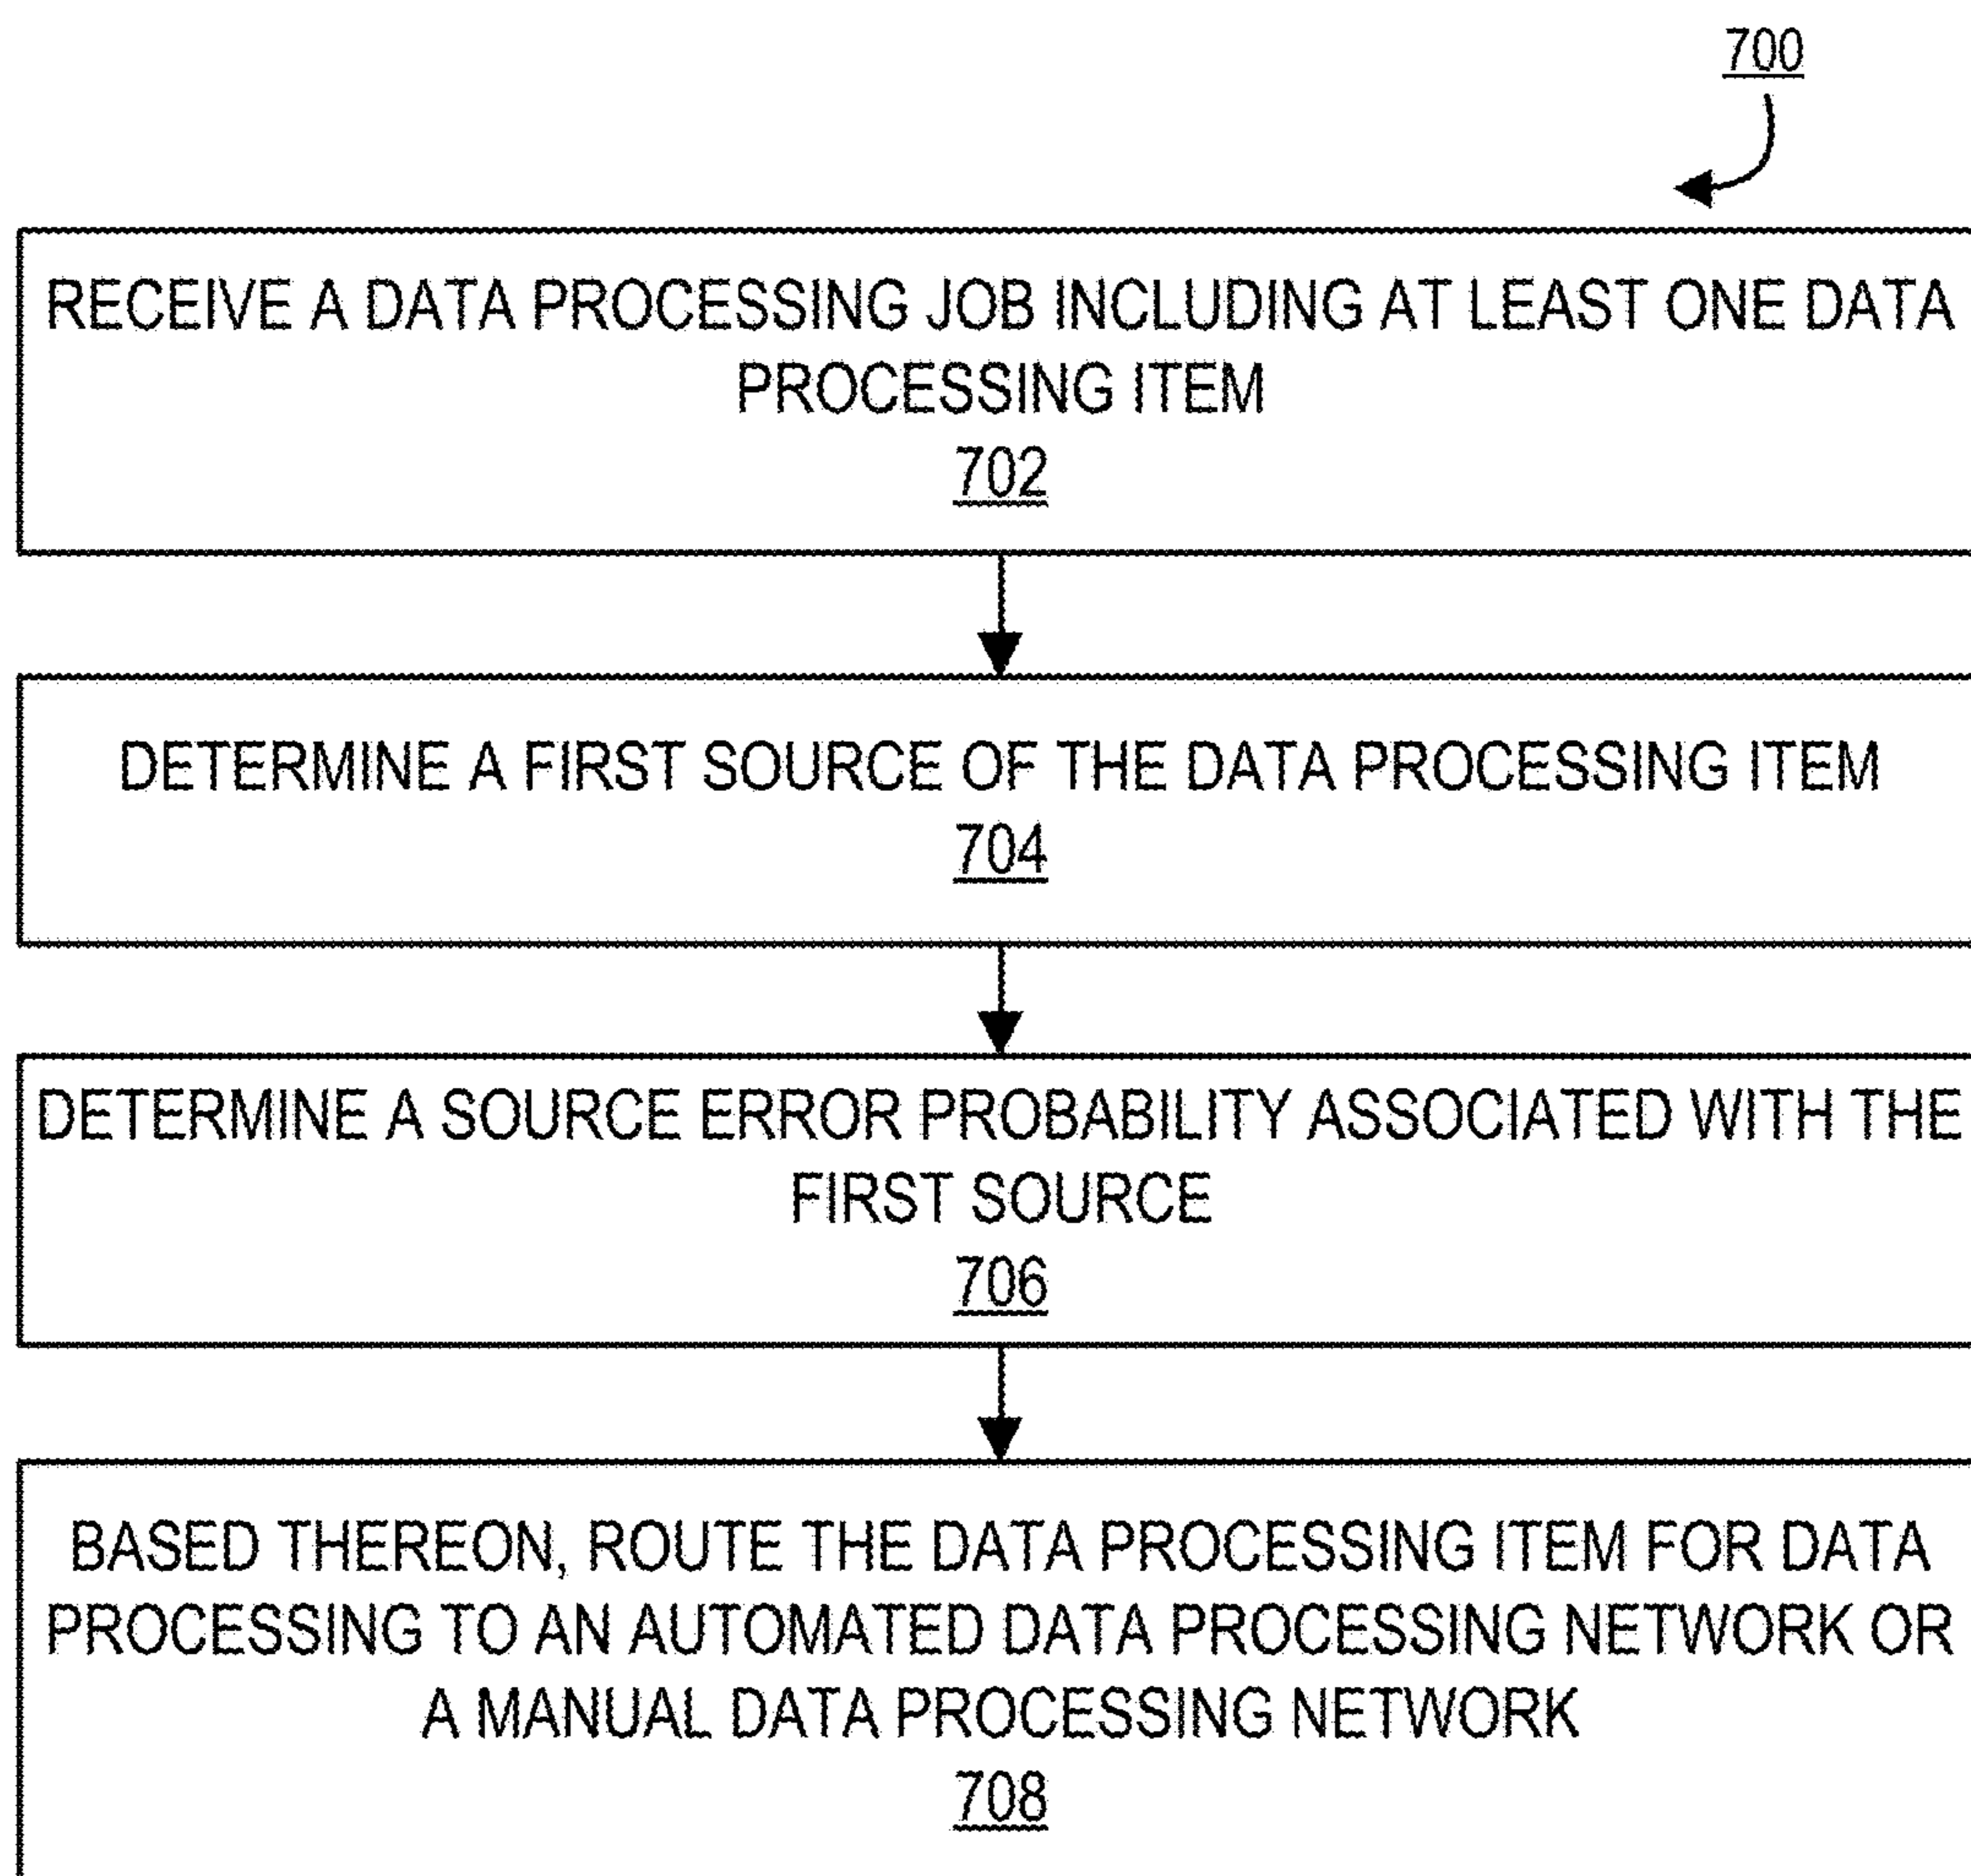 700
RECEIVE A DATA PROCESSING JOB INCLUDING AT LEAST ONE DATA
PROCESSING ITEM
702
DETERMINE A FIRST SOURCE OF THE DATA PROCESSING ITEM
704
DETERMINE A SOURCE ERROR PROBABILITY ASSOCIATED WITH THE
FIRST SOURCE
706
BASED THEREON, ROUTE THE DATA PROCESSING ITEM FOR DATA
PROCESSING TO AN AUTOMATED DATA PROCESSING NETWORK OR
A MANUAL DATA PROCESSING NETWORK
708